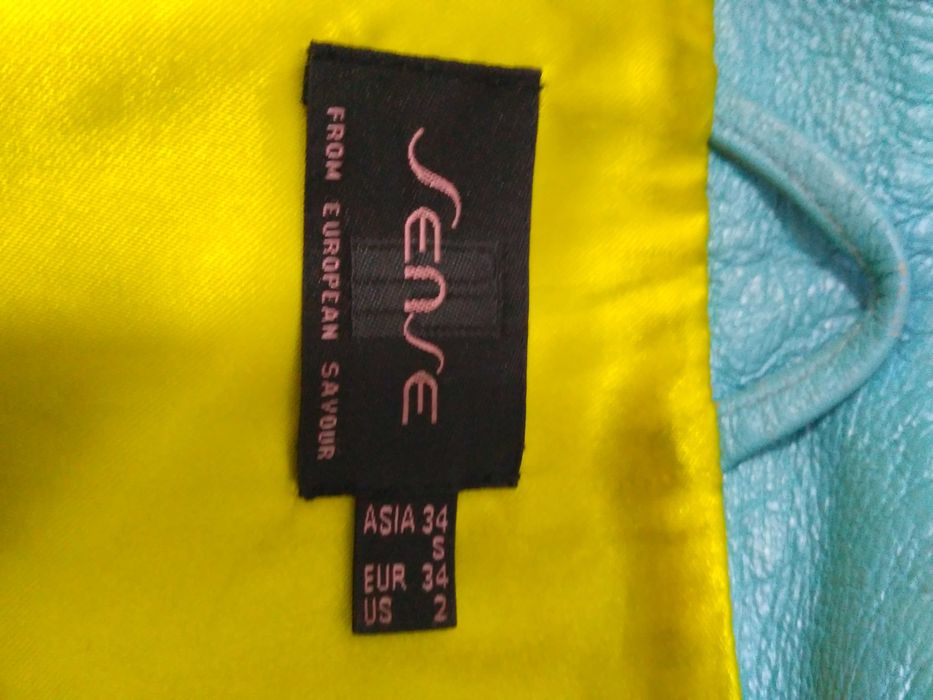 SENSE
FROM EUROPEAN SAVOUR
ASIA 34
S
EUR 34
US 2